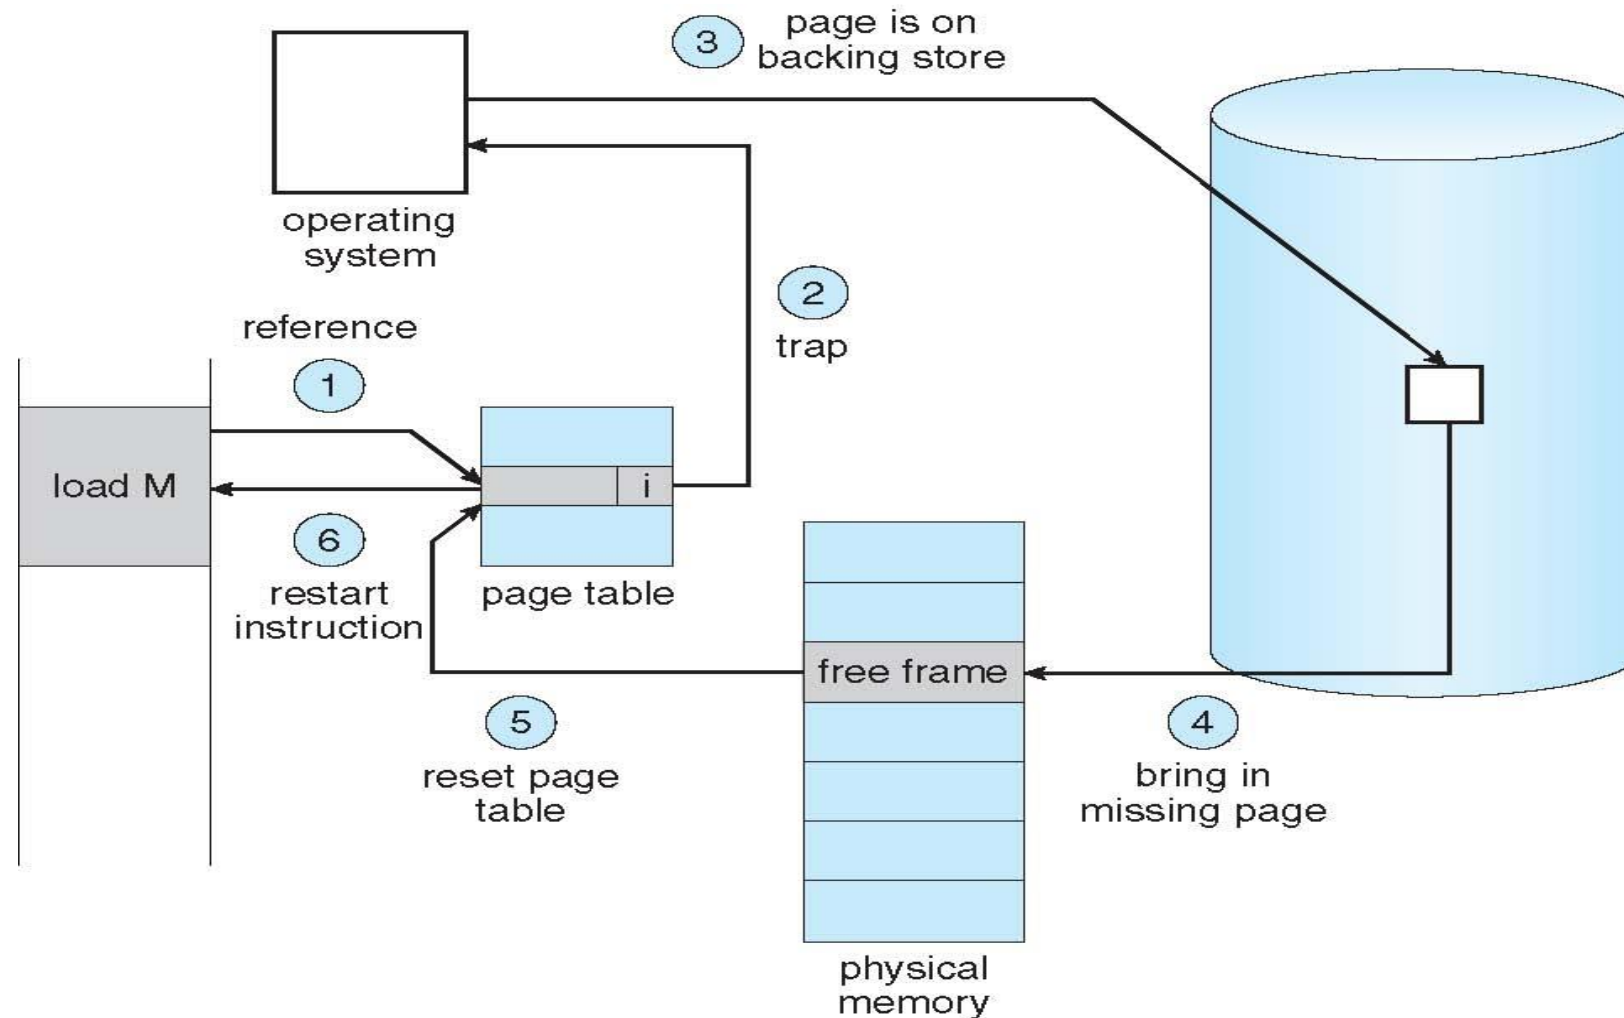 3
page is on
backing store
operating
system
2
trap
reference
1
load M
i
6
restart
instruction
page table
free frame
5
reset page
table
4
bring in
missing page
physical
memory